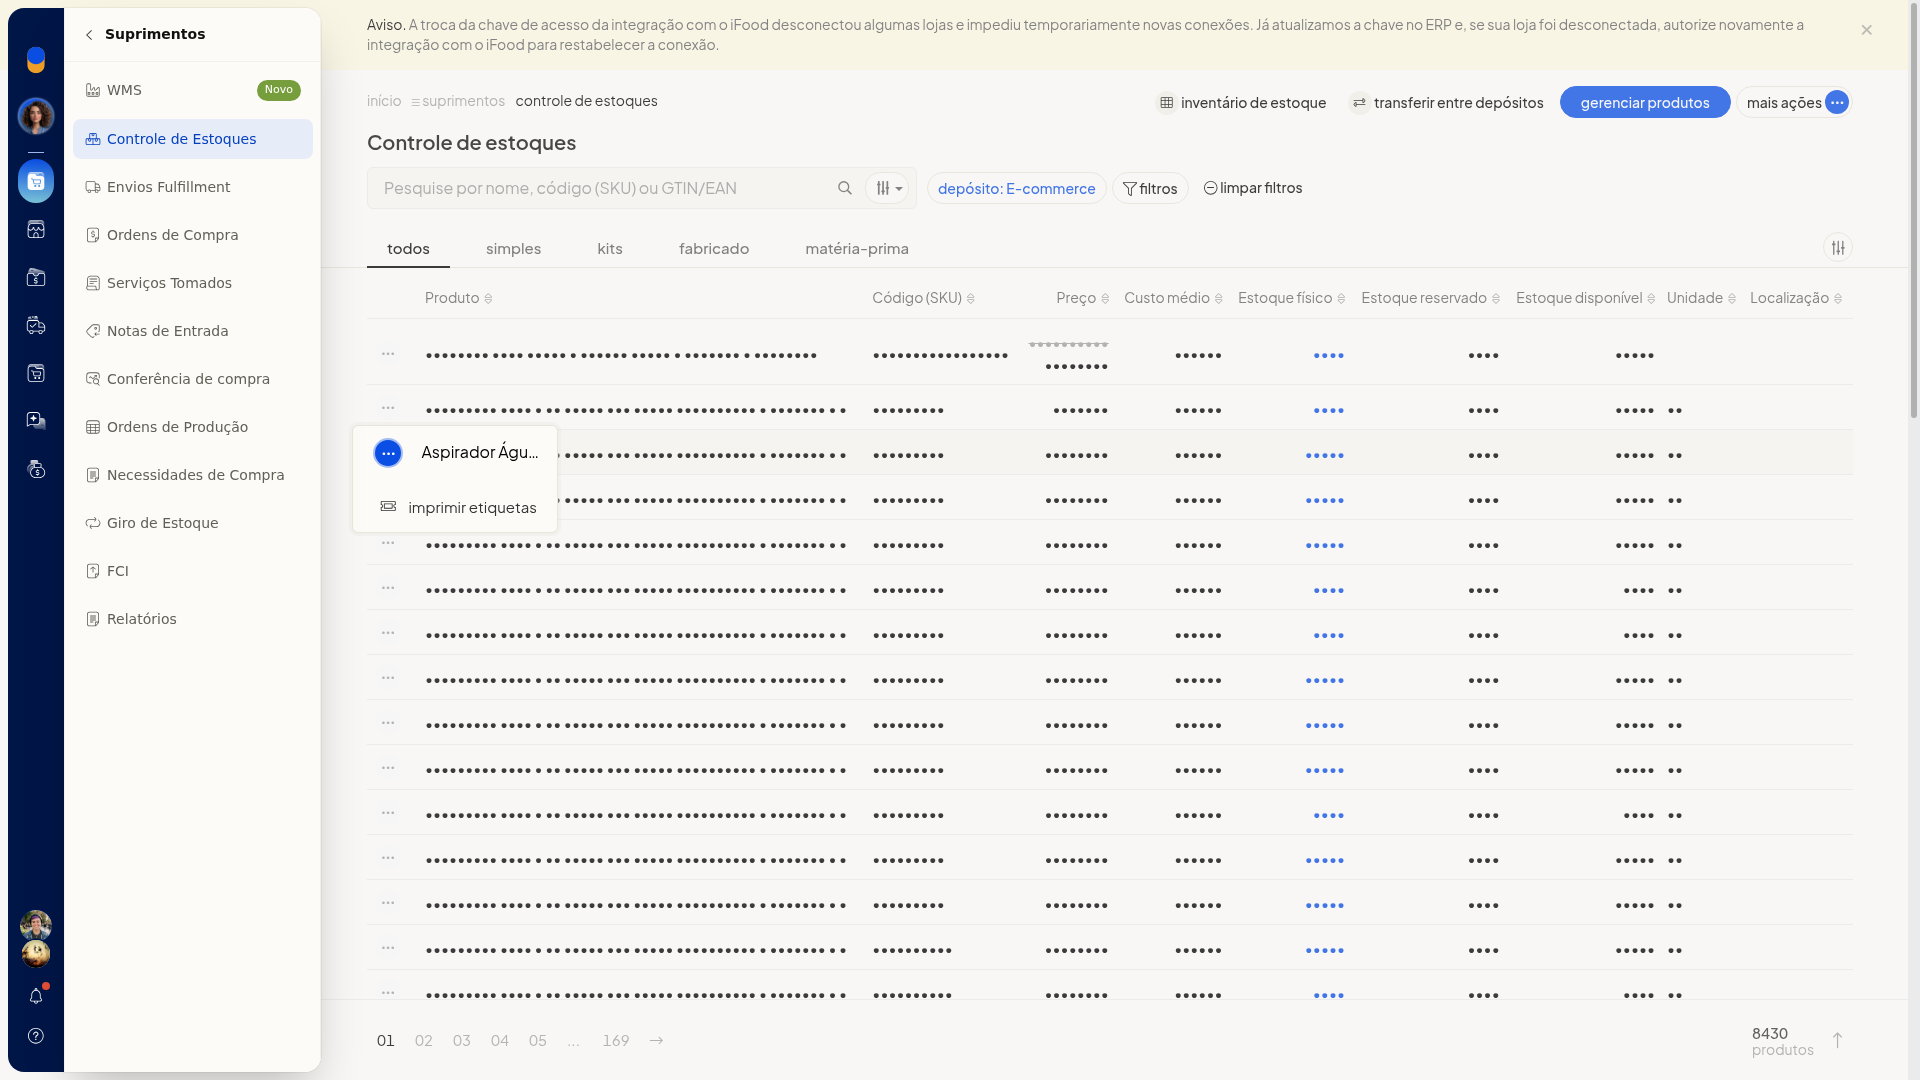 Suprimentos
WMS
Novo
Controle de Estoques
Envios Fulfillment
Ordens de Compra
Serviços Tomados
Notas de Entrada
Conferência de compra
Ordens de Produção
Necessidades de Compra
Giro de Estoque
FCI
Relatórios
Aviso. A troca da chave de acesso da integração com o iFood desconectou algumas lojas e impediu temporariamente novas conexões. Já atualizamos a chave no ERP e, se sua loja foi desconectada, autorize novamente a
integração com o iFood para restabelecer a conexão.
início suprimentos controle de estoques
inventário de estoque transferir entre depósitos gerenciar produtos mais ações
Controle de estoques
Pesquise por nome, código (SKU) ou GTIN/EAN
depósito: E-commerce filtros limpar filtros
todos simples kits fabricado matéria-prima
Produto Código (SKU) Preço Custo médio Estoque físico Estoque reservado Estoque disponível Unidade Localização
Aspirador Águ...
imprimir etiquetas
01 02 03 04 05 ... 169 →
8430
produtos